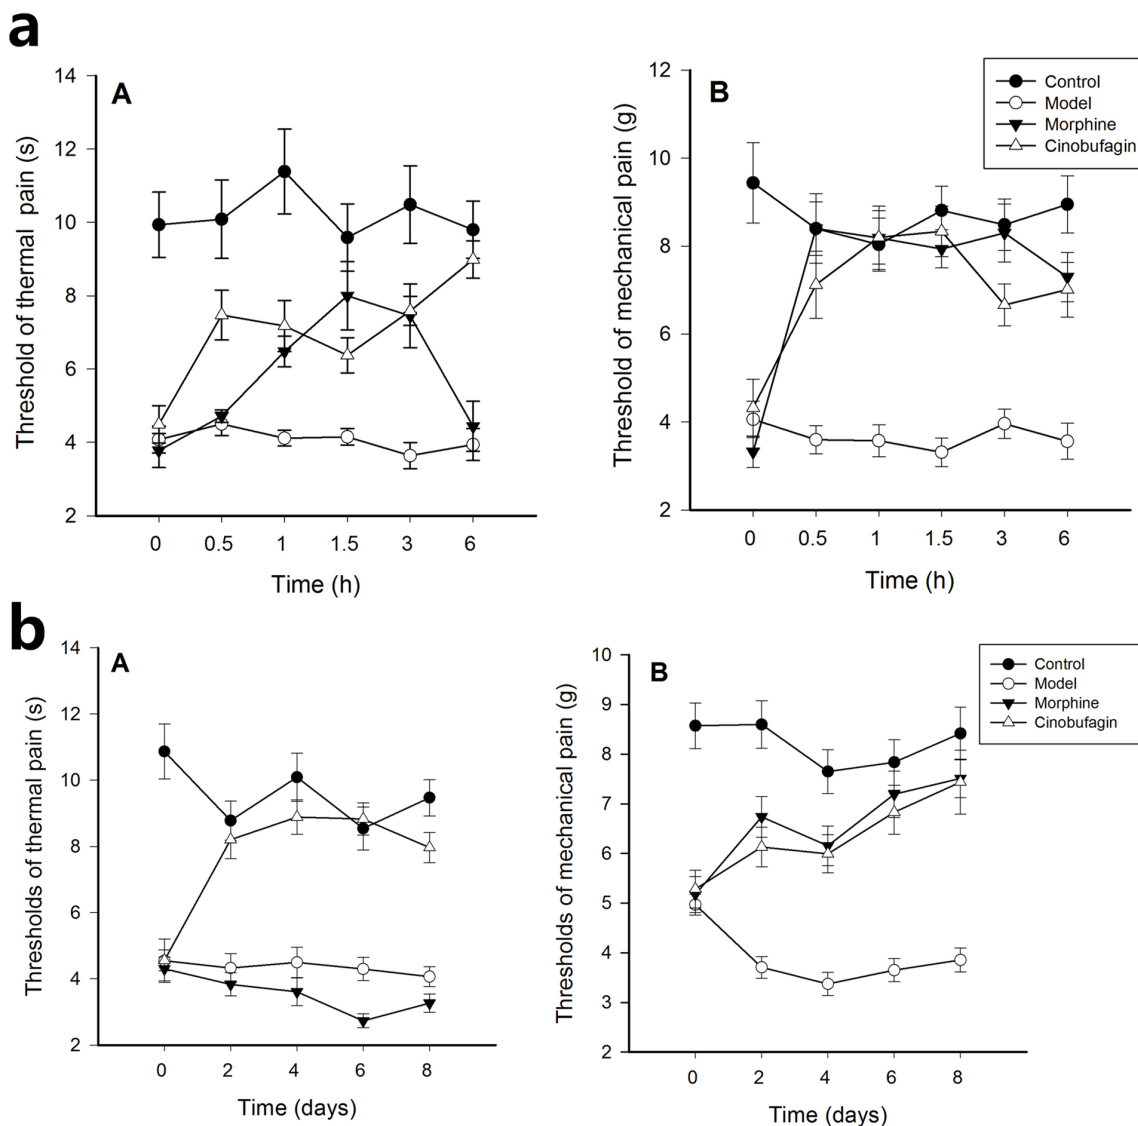 a
A
Threshold of thermal pain (s)
14
12
10
8
6
4
2
0 0.5 1 1.5 3 6
Time (h)
B
Threshold of mechanical pain (g)
12
10
8
6
4
2
0 0.5 1 1.5 3 6
Time (h)
Control
Model
Morphine
Cinobufagin
b
A
Thresholds of thermal pain (s)
14
12
10
8
6
4
2
0 2 4 6 8
Time (days)
B
Thresholds of mechanical pain (g)
10
9
8
7
6
5
4
3
2
0 2 4 6 8
Time (days)
Control
Model
Morphine
Cinobufagin